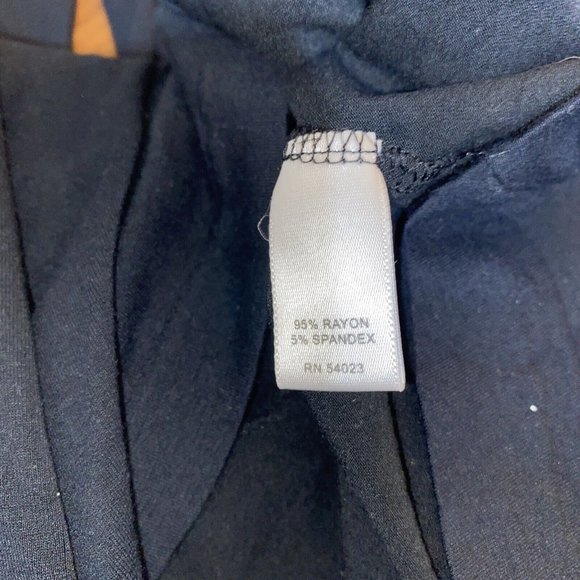 95% RAYON
5% SPANDEX
RN 54023